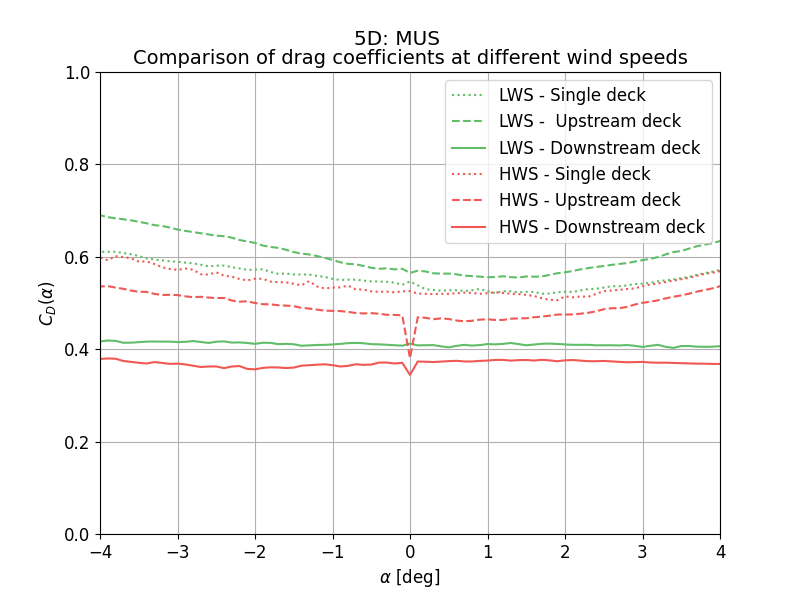 5D: MUS
Comparison of drag coefficients at different wind speeds
1.0
0.8
0.6
0.4
0.2
0.0
C_D(α)
LWS - Single deck
LWS -  Upstream deck
LWS - Downstream deck
HWS - Single deck
HWS - Upstream deck
HWS - Downstream deck
−4 −3 −2 −1 0 1 2 3 4
α [deg]